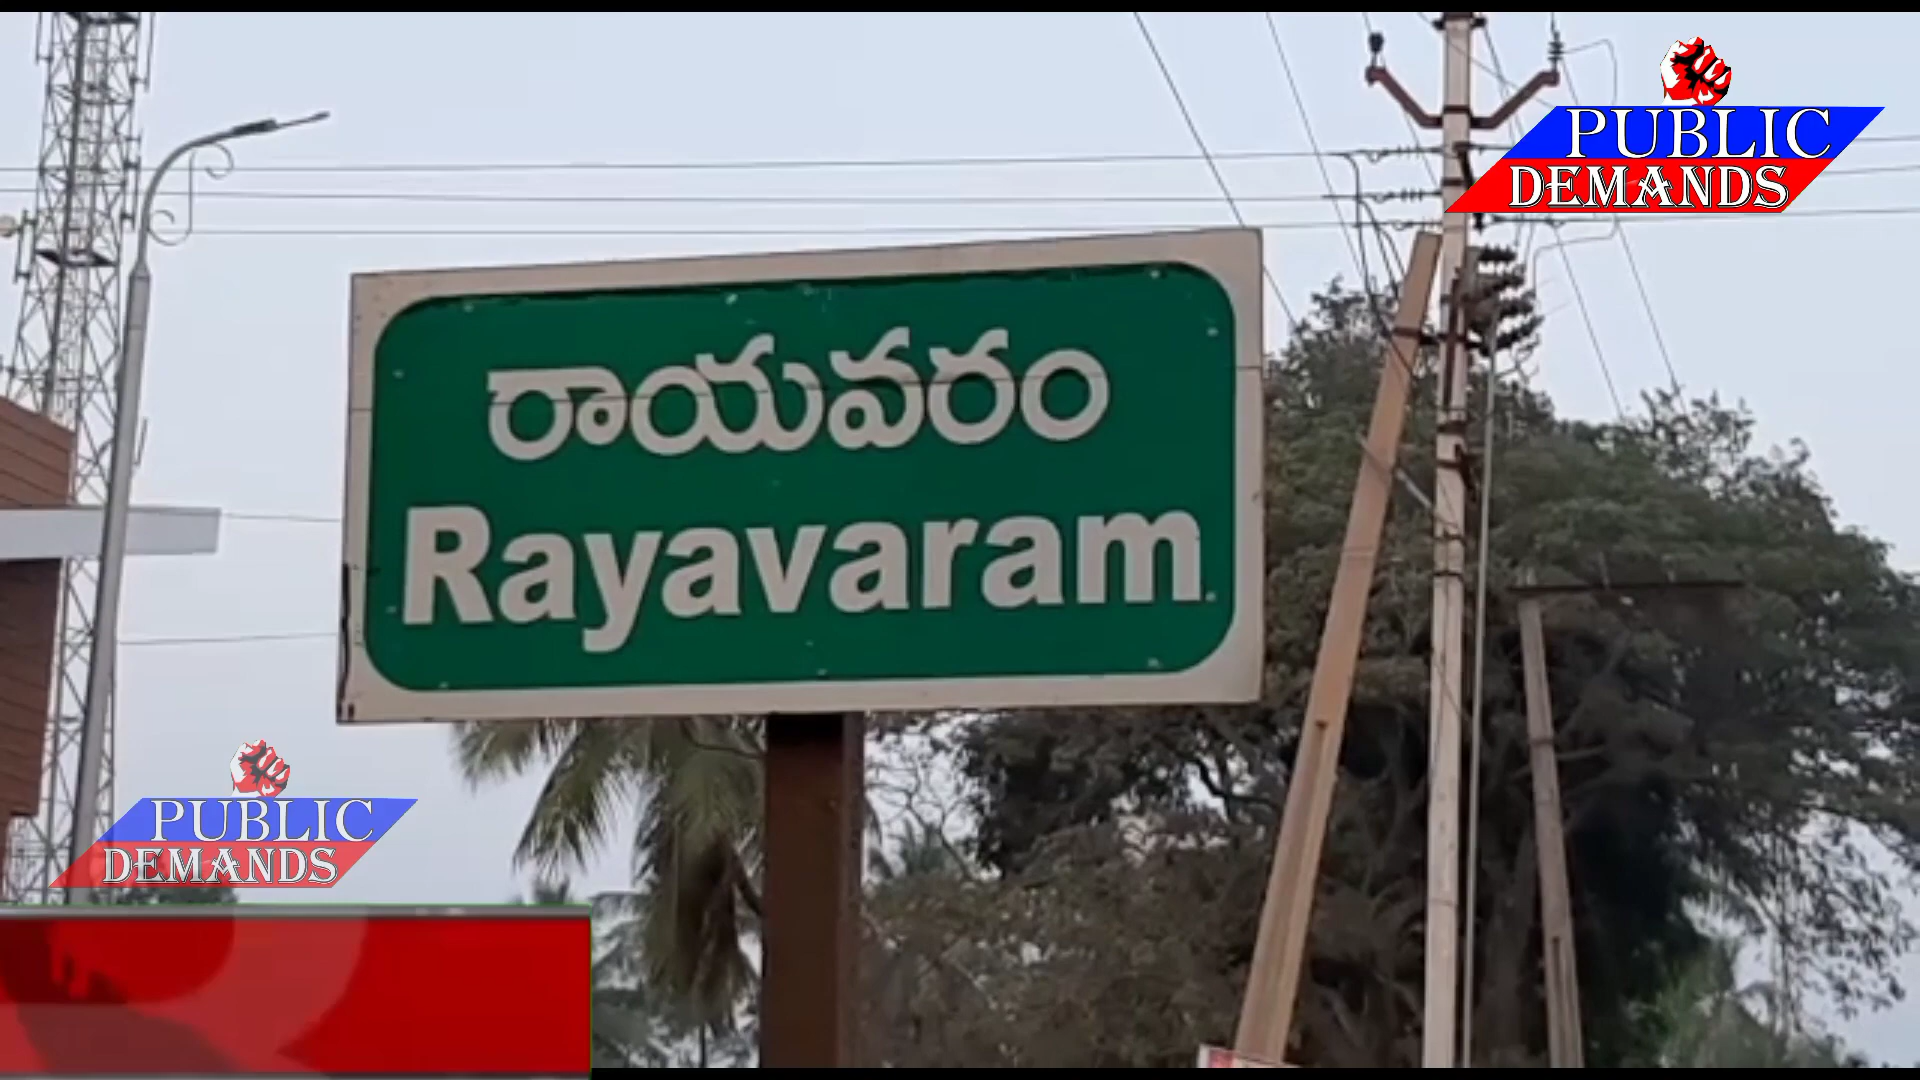 PUBLIC
DEMANDS
రాయవరం
Rayavaram
PUBLIC
DEMANDS